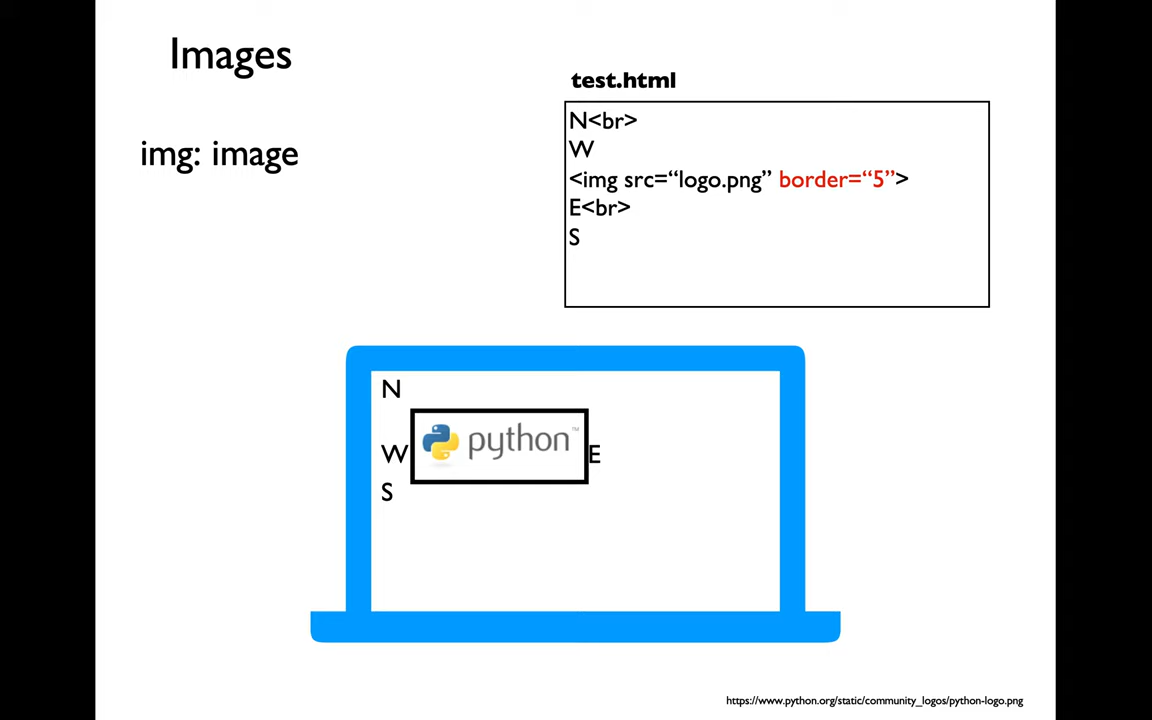 Images
test.html
img: image
N<br>
W
<img src=“logo.png” border=“5”>
E<br>
S
N
W python™ E
S
https://www.python.org/static/community_logos/python-logo.png